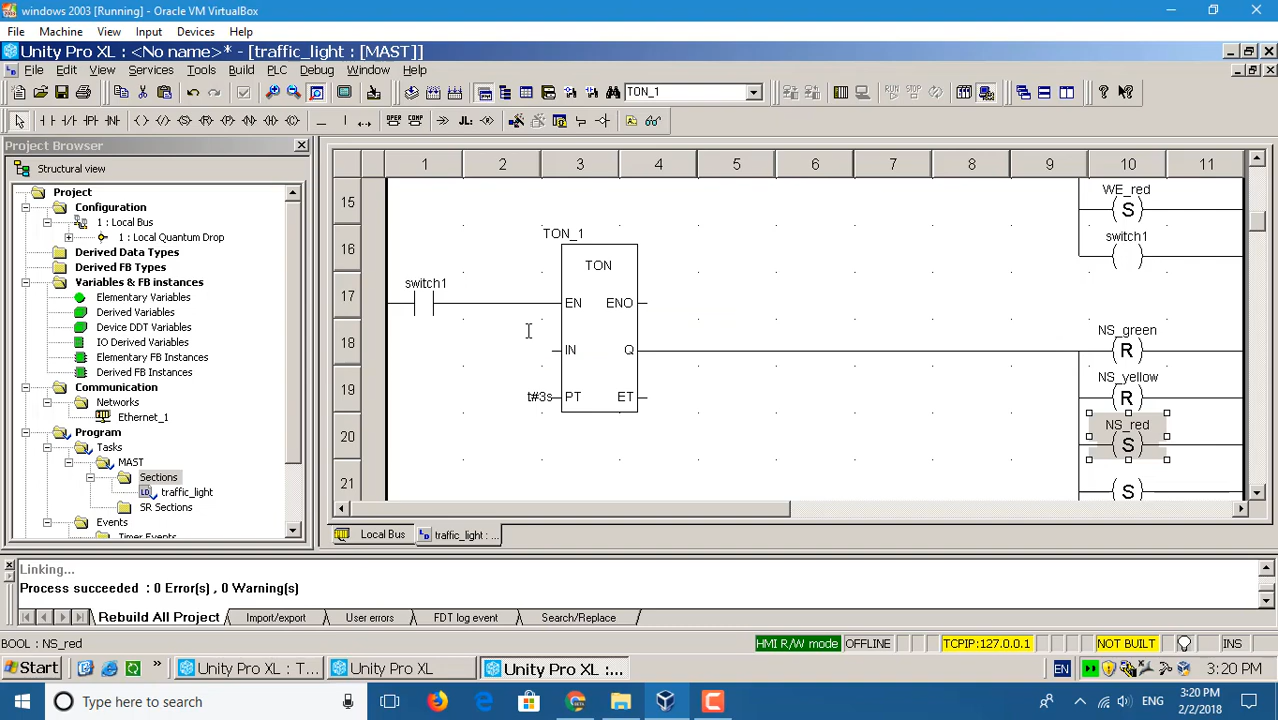 windows 2003 [Running] - Oracle VM VirtualBox
File Machine View Input Devices Help
Unity Pro XL : <No name>* - [traffic_light : [MAST]]
File Edit View Services Tools Build PLC Debug Window Help
TON_1
Project Browser
Structural view
Project
Configuration
1 : Local Bus
1 : Local Quantum Drop
Derived Data Types
Derived FB Types
Variables & FB instances
Elementary Variables
Derived Variables
Device DDT Variables
IO Derived Variables
Elementary FB Instances
Derived FB Instances
Communication
Networks
Ethernet_1
Program
Tasks
MAST
Sections
traffic_light
SR Sections
Events
Timer Events
1 2 3 4 5 6 7 8 9 10 11
15
WE_red
S
16
TON_1
switch1
TON
17
switch1
EN ENO
18
NS_green
IN Q
R
19
NS_yellow
t#3s PT ET
R
20
NS_red
S
21
S
Local Bus traffic_light : ...
Linking...
Process succeeded : 0 Error(s) , 0 Warning(s)
Rebuild All Project Import/export User errors FDT log event Search/Replace
BOOL : NS_red HMI R/W mode OFFLINE TCPIP:127.0.0.1 NOT BUILT INS
Start Unity Pro XL : T... Unity Pro XL Unity Pro XL :... EN 3:20 PM
Type here to search ENG 3:20 PM
2/2/2018